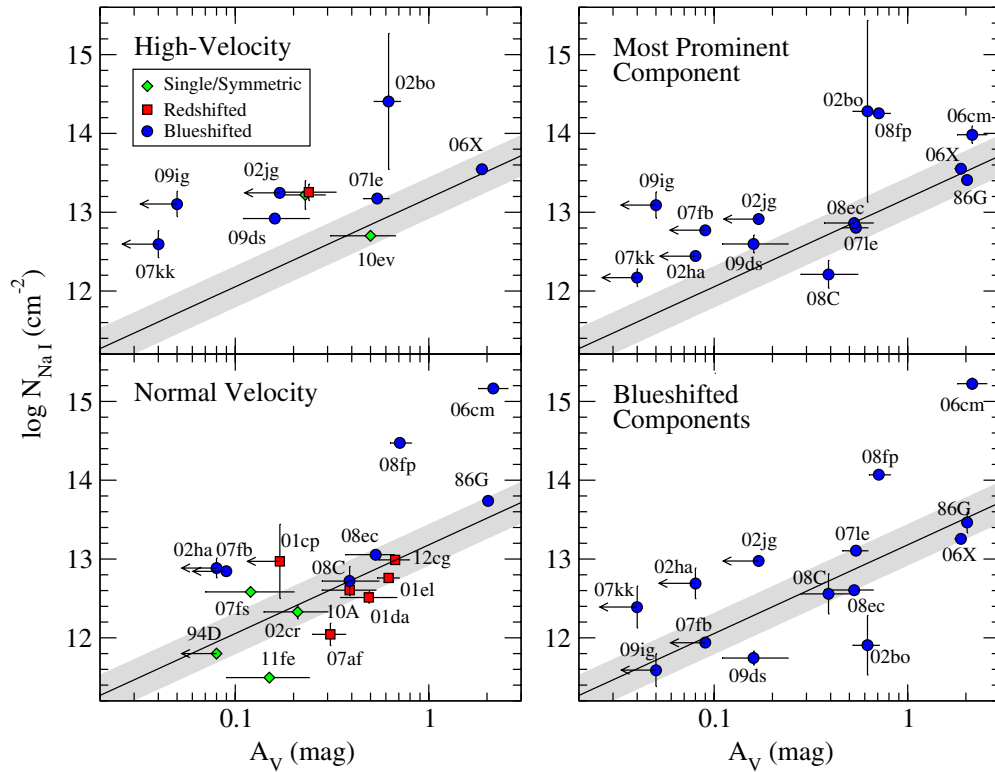 High-Velocity
Single/Symmetric
Redshifted
Blueshifted
02bo
06X
09ig
02jg
07le
09ds
07kk
10ev
15
14
13
12
Most Prominent
Component
02bo
08fp
06cm
06X
86G
09ig
07fb
02jg
08ec
07le
02ha
09ds
07kk
08C
15
14
13
12
log N_{Na I} (cm^{-2})
Normal Velocity
06cm
08fp
86G
01cp
08ec
12cg
02ha
07fb
08C
01el
07fs
10A
01da
02cr
94D
07af
11fe
15
14
13
12
0.1
1
A_V (mag)
Blueshifted
Components
06cm
08fp
86G
07le
06X
02jg
02ha
08C
07kk
08ec
07fb
09ig
02bo
09ds
15
14
13
12
0.1
1
A_V (mag)